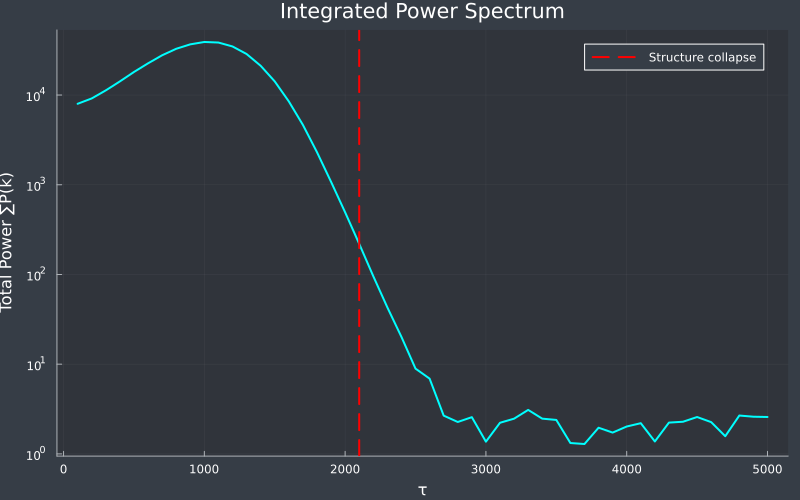 Integrated Power Spectrum
Structure collapse
Total Power ∑P(k)
10⁴
10³
10²
10¹
10⁰
0 1000 2000 3000 4000 5000
τ